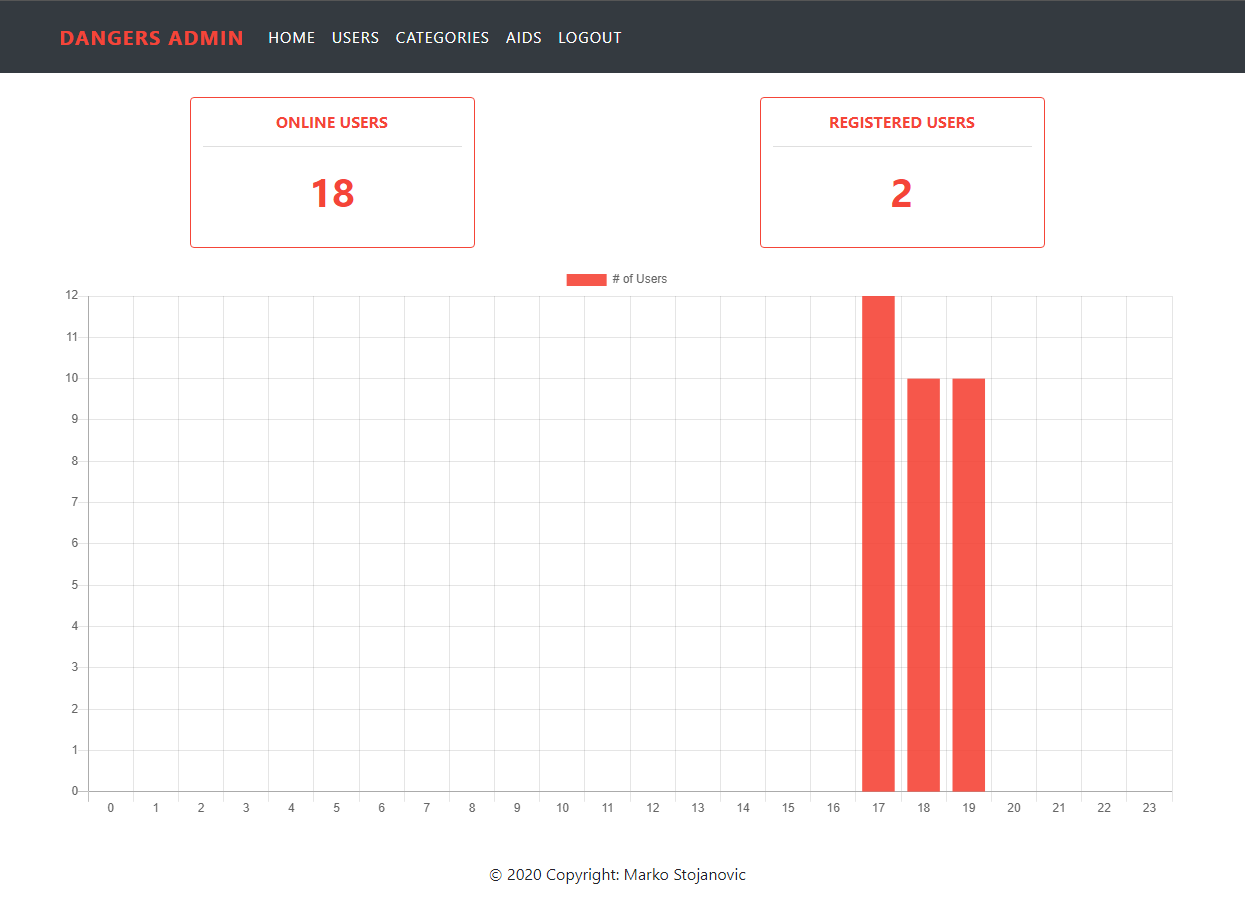 DANGERS ADMIN HOME USERS CATEGORIES AIDS LOGOUT
ONLINE USERS
18
REGISTERED USERS
2
# of Users
12
11
10
9
8
7
6
5
4
3
2
1
0
0 1 2 3 4 5 6 7 8 9 10 11 12 13 14 15 16 17 18 19 20 21 22 23
© 2020 Copyright: Marko Stojanovic